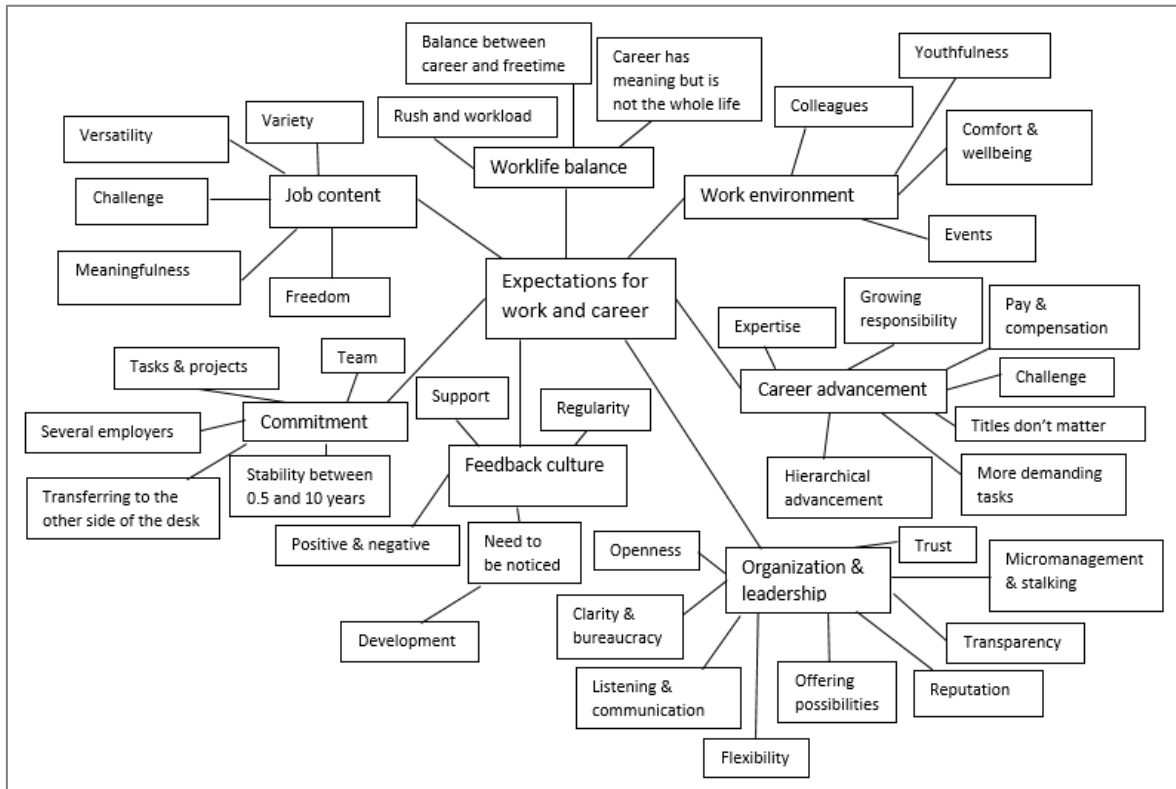 Balance between
career and freetime
Career has
meaning but is
not the whole life
Rush and workload
Worklife balance
Youthfulness
Colleagues
Comfort &
wellbeing
Work environment
Events
Versatility
Variety
Challenge
Job content
Meaningfulness
Freedom
Expectations for
work and career
Expertise
Growing
responsibility
Pay &
compensation
Career advancement
Challenge
Titles don't matter
Hierarchical
advancement
More demanding
tasks
Tasks & projects
Team
Commitment
Several employers
Transferring to the
other side of the desk
Stability between
0.5 and 10 years
Support
Regularity
Feedback culture
Positive & negative
Need to
be noticed
Development
Openness
Organization &
leadership
Trust
Micromanagement
& stalking
Clarity &
bureaucracy
Transparency
Listening &
communication
Offering
possibilities
Reputation
Flexibility